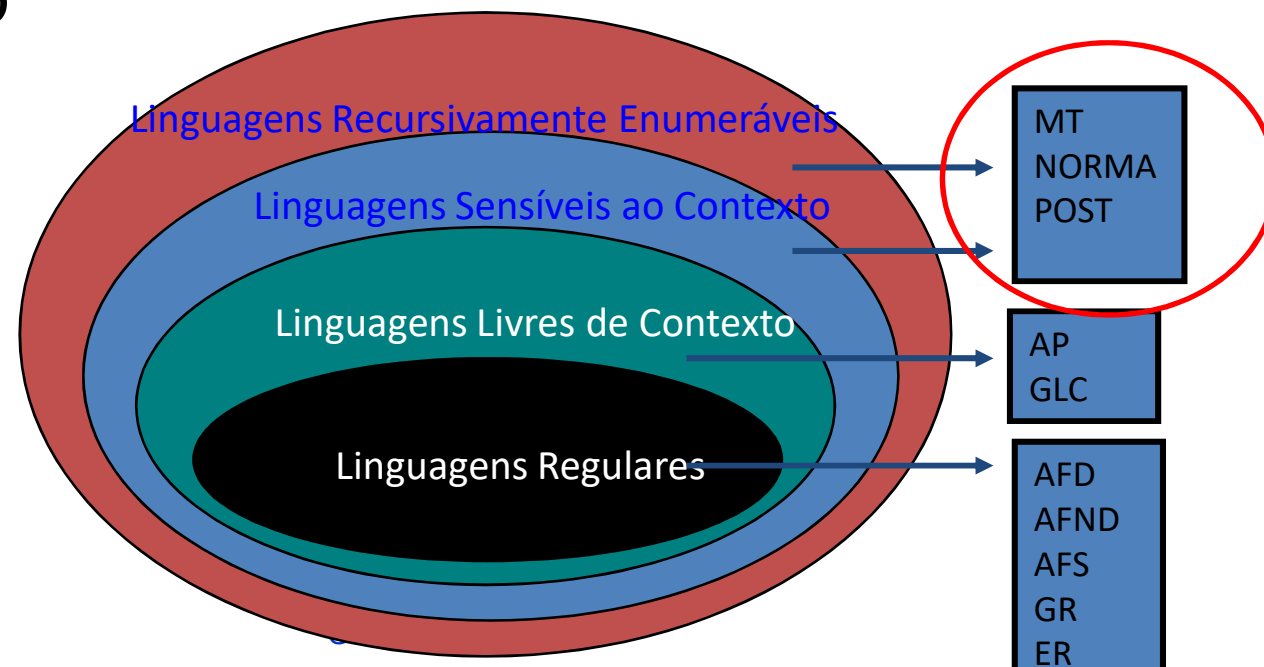 Linguagens Recursivamente Enumeráveis
Linguagens Sensíveis ao Contexto
Linguagens Livres de Contexto
Linguagens Regulares
MT
NORMA
POST
AP
GLC
AFD
AFND
AFS
GR
ER